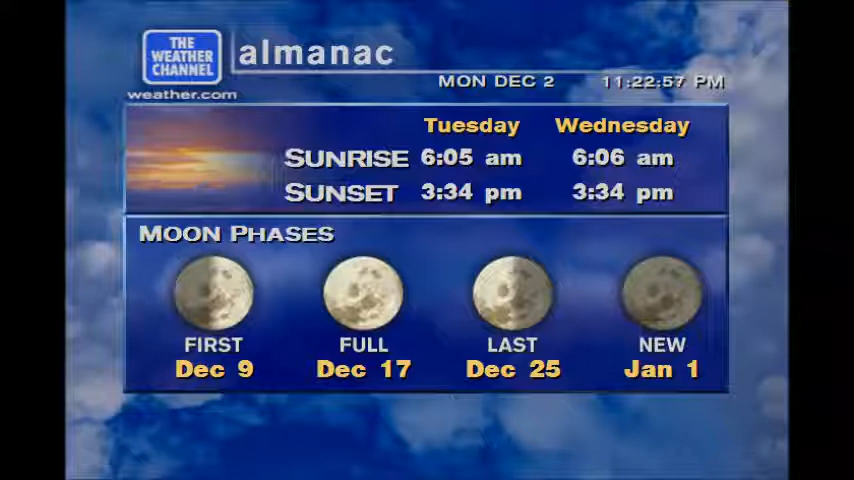 THE
WEATHER
CHANNEL
weather.com
almanac
MON DEC 2 11:22:57 PM
Tuesday Wednesday
SUNRISE 6:05 am 6:06 am
SUNSET 3:34 pm 3:34 pm
MOON PHASES
FIRST FULL LAST NEW
Dec 9 Dec 17 Dec 25 Jan 1